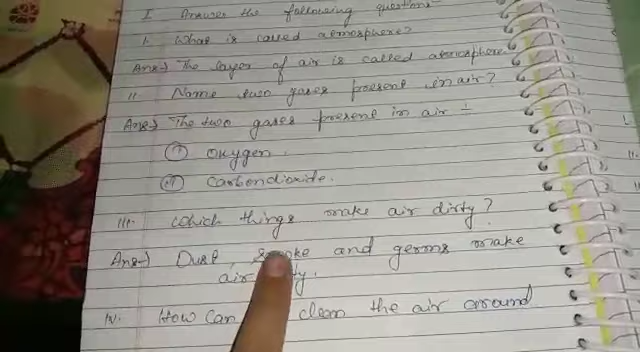 I Answer the following questions
i. What is called atmosphere?
Ans→ The layer of air is called atmosphere.
ii. Name two gases present in air?
Ans→ The two gases present in air :-
(i) Oxygen.
(ii) Carbondioxide.
iii. Which things make air dirty?
Ans→ Dust, smoke and germs make
air
iv. How can clean the air around